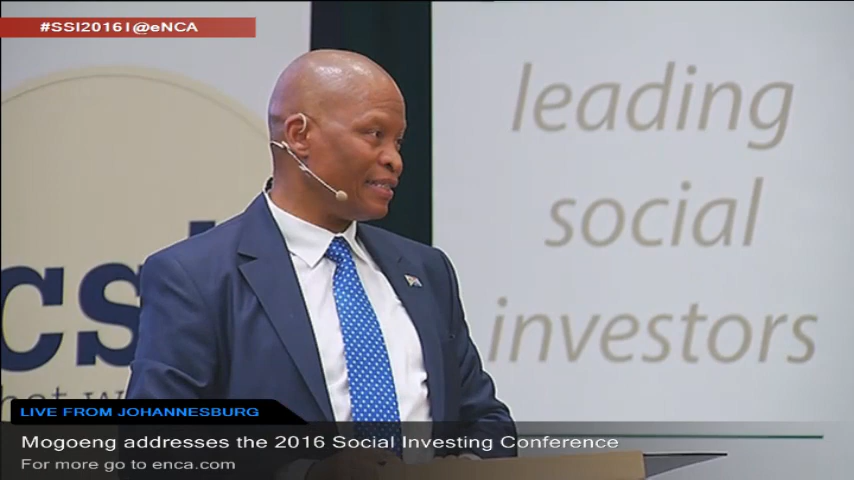 #SSI2016 I @eNCA
leading
social
investors
cs
LIVE FROM JOHANNESBURG
Mogoeng addresses the 2016 Social Investing Conference
For more go to enca.com